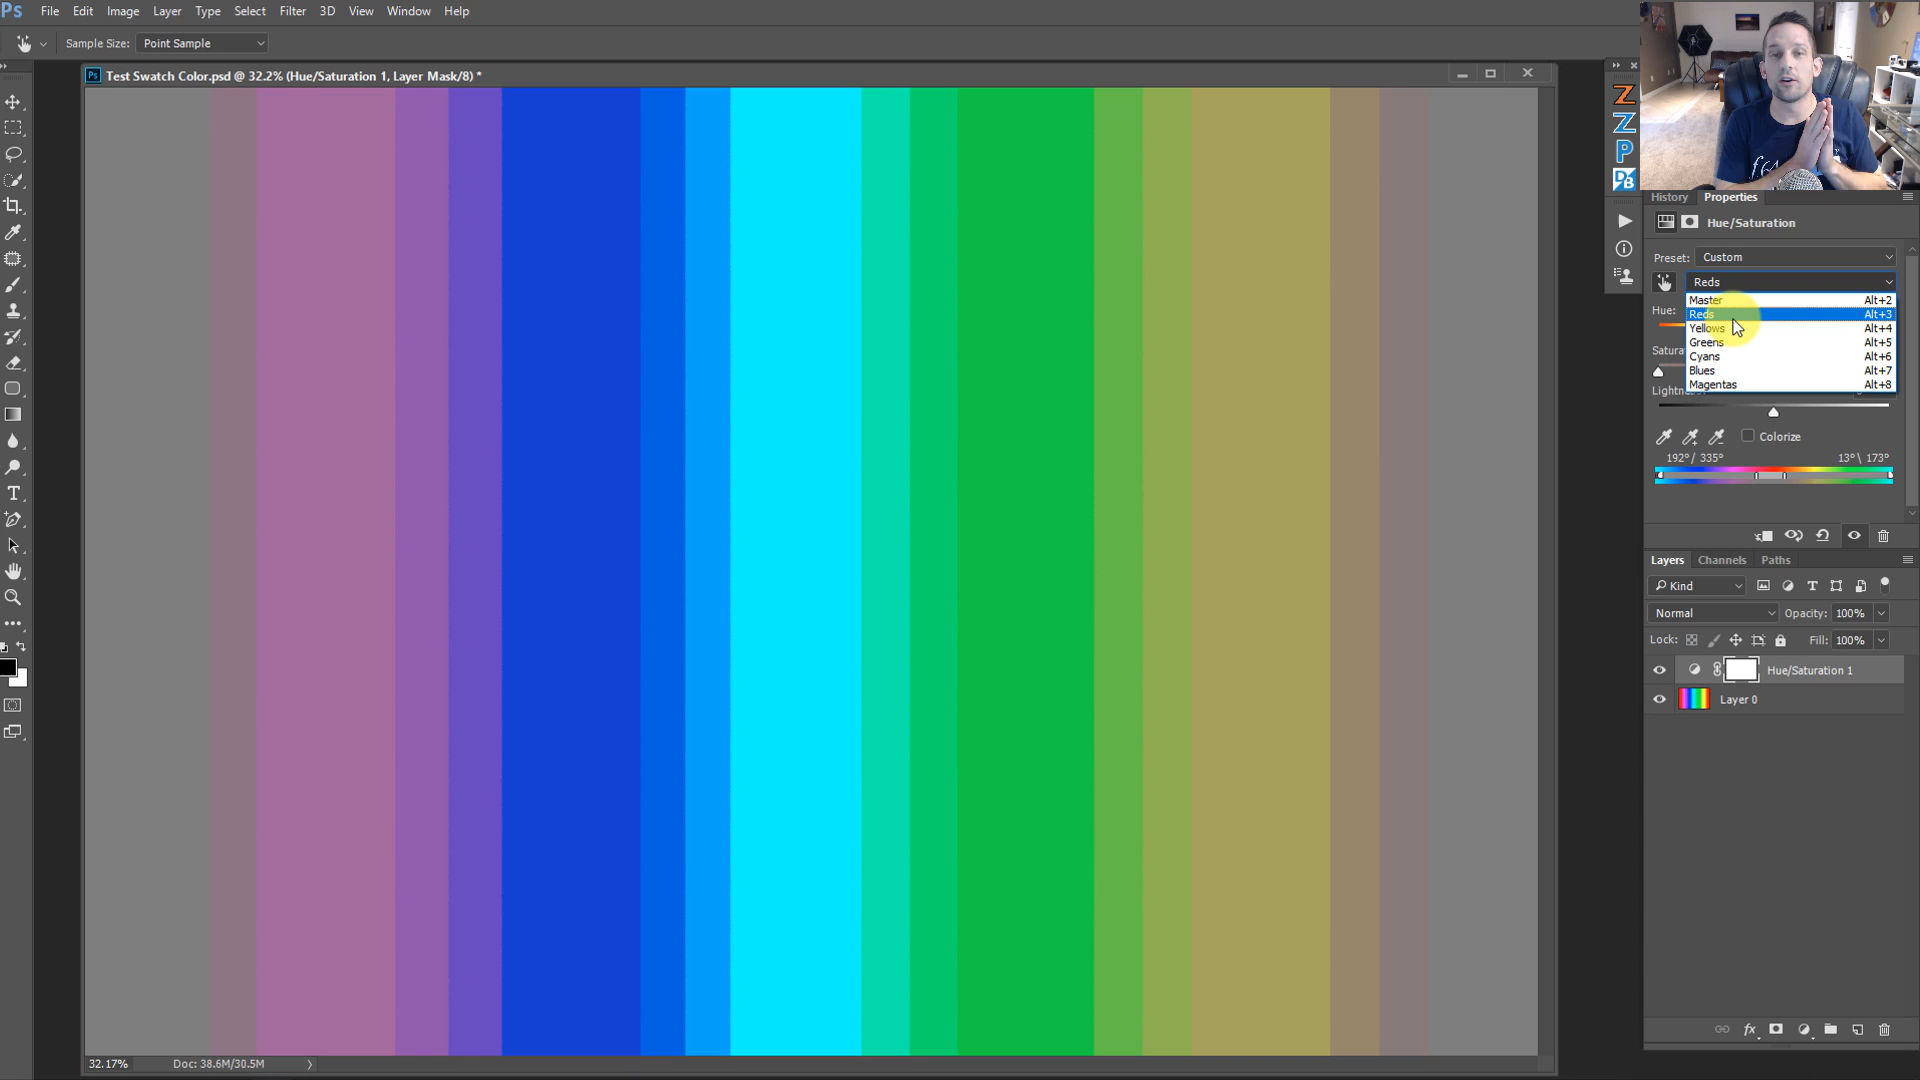 Ps File Edit Image Layer Type Select Filter 3D View Window Help
Sample Size: Point Sample
Ps Test Swatch Color.psd @ 32.2% (Hue/Saturation 1, Layer Mask/8) *
Z
Z
P
DB
History Properties
Hue/Saturation
Preset: Custom
Reds
Master Alt+2
Hue:
Reds Alt+3
Yellows Alt+4
Greens Alt+5
Satura
Cyans Alt+6
Blues Alt+7
Magentas Alt+8
Lightne
Colorize
192°/ 335° 13°\ 173°
Layers Channels Paths
Kind
Normal Opacity: 100%
Lock: Fill: 100%
Hue/Saturation 1
Layer 0
fx
32.17% Doc: 38.6M/30.5M